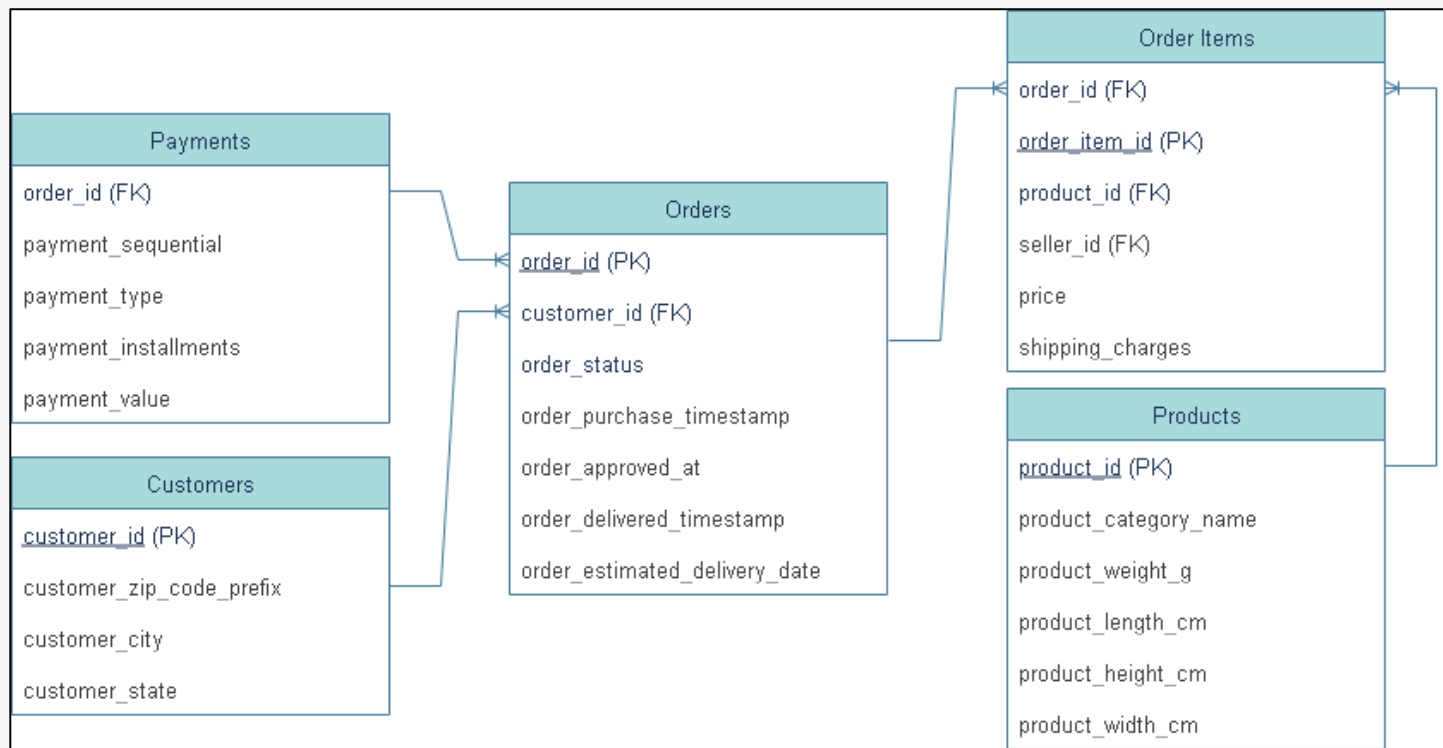 Payments
order_id (FK)
payment_sequential
payment_type
payment_installments
payment_value
Customers
customer_id (PK)
customer_zip_code_prefix
customer_city
customer_state
Orders
order_id (PK)
customer_id (FK)
order_status
order_purchase_timestamp
order_approved_at
order_delivered_timestamp
order_estimated_delivery_date
Order Items
order_id (FK)
order_item_id (PK)
product_id (FK)
seller_id (FK)
price
shipping_charges
Products
product_id (PK)
product_category_name
product_weight_g
product_length_cm
product_height_cm
product_width_cm